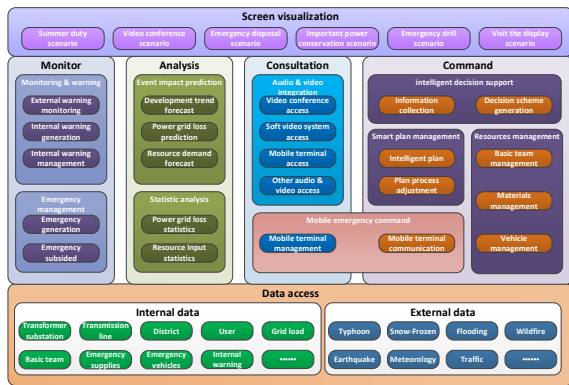 Screen visualization
Summer duty
scenario
Video conference
scenario
Emergency disposal
scenario
Important power
conservation scenario
Emergency drill
scenario
Visit the display
scenario
Monitor
Monitoring & warning
External warning
monitoring
Internal warning
generation
Internal warning
management
Emergency
management
Emergency
generation
Emergency
subsided
Analysis
Event impact prediction
Development trend
forecast
Power grid loss
prediction
Resource demand
forecast
Statistic analysis
Power grid loss
statistics
Resource input
statistics
Consultation
Audio & video
integration
Video conference
access
Soft video system
access
Mobile terminal
access
Other audio &
video access
Command
intelligent decision support
Information
collection
Decision scheme
generation
Smart plan management
Intelligent plan
Plan process
adjustment
Resources management
Basic team
management
Materials
management
Vehicle
management
Mobile emergency command
Mobile terminal
management
Mobile terminal
communication
Data access
Internal data
Transformer
substation
Transmission
line
District
User
Grid load
Basic team
Emergency
supplies
Emergency
vehicles
Internal
warning
••••••
External data
Typhoon
Snow-Frozen
Flooding
Wildfire
Earthquake
Meteorology
Traffic
••••••